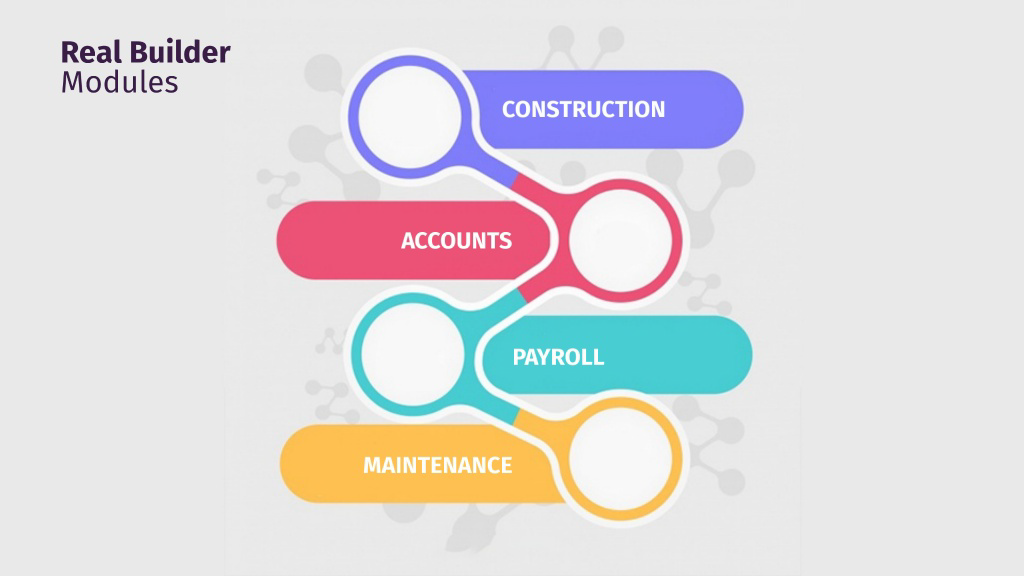 Real Builder
Modules
CONSTRUCTION
ACCOUNTS
PAYROLL
MAINTENANCE